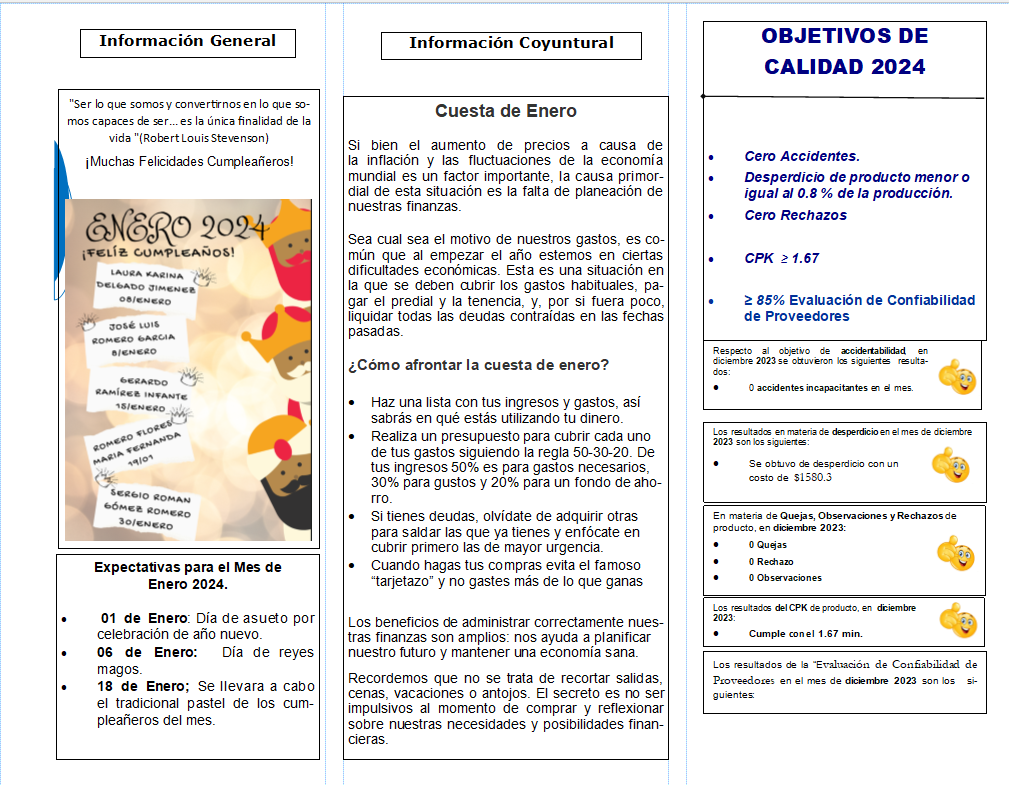 Información General
"Ser lo que somos y convertirnos en lo que so-
mos capaces de ser... es la única finalidad de la
vida "(Robert Louis Stevenson)
¡Muchas Felicidades Cumpleañeros!
ENERO 2024
¡FELÍZ CUMPLEAÑOS!
LAURA KARINA
DELGADO JIMENEZ
08/ENERO
JOSÉ LUIS
ROMERO GARCIA
8/ENERO
GERARDO
RAMÍREZ INFANTE
15/ENERO
ROMERO FLORES
MARIA FERNANDA
19/01
SERGIO ROMAN
GÓMEZ ROMERO
30/ENERO
Expectativas para el Mes de
Enero 2024.
• 01 de Enero: Día de asueto por
celebración de año nuevo.
• 06 de Enero: Día de reyes
magos.
• 18 de Enero; Se llevara a cabo
el tradicional pastel de los cum-
pleañeros del mes.
Información Coyuntural
Cuesta de Enero
Si bien el aumento de precios a causa de
la inflación y las fluctuaciones de la economía
mundial es un factor importante, la causa primor-
dial de esta situación es la falta de planeación de
nuestras finanzas.
Sea cual sea el motivo de nuestros gastos, es co-
mún que al empezar el año estemos en ciertas
dificultades económicas. Esta es una situación en
la que se deben cubrir los gastos habituales, pa-
gar el predial y la tenencia, y, por si fuera poco,
liquidar todas las deudas contraídas en las fechas
pasadas.
¿Cómo afrontar la cuesta de enero?
• Haz una lista con tus ingresos y gastos, así
sabrás en qué estás utilizando tu dinero.
• Realiza un presupuesto para cubrir cada uno
de tus gastos siguiendo la regla 50-30-20. De
tus ingresos 50% es para gastos necesarios,
30% para gustos y 20% para un fondo de aho-
rro.
• Si tienes deudas, olvídate de adquirir otras
para saldar las que ya tienes y enfócate en
cubrir primero las de mayor urgencia.
• Cuando hagas tus compras evita el famoso
“tarjetazo” y no gastes más de lo que ganas
Los beneficios de administrar correctamente nues-
tras finanzas son amplios: nos ayuda a planificar
nuestro futuro y mantener una economía sana.
Recordemos que no se trata de recortar salidas,
cenas, vacaciones o antojos. El secreto es no ser
impulsivos al momento de comprar y reflexionar
sobre nuestras necesidades y posibilidades finan-
cieras.
OBJETIVOS DE
CALIDAD 2024
• Cero Accidentes.
• Desperdicio de producto menor o
igual al 0.8 % de la producción.
• Cero Rechazos
• CPK ≥ 1.67
• ≥ 85% Evaluación de Confiabilidad
de Proveedores
Respecto al objetivo de accidentabilidad, en
diciembre 2023 se obtuvieron los siguientes resulta-
dos:
• 0 accidentes incapacitantes en el mes.
Los resultados en materia de desperdicio en el mes de diciembre
2023 son los siguientes:
• Se obtuvo de desperdicio con un
costo de $1580.3
En materia de Quejas, Observaciones y Rechazos de
producto, en diciembre 2023:
• 0 Quejas
• 0 Rechazo
• 0 Observaciones
Los resultados del CPK de producto, en diciembre
2023:
• Cumple con el 1.67 min.
Los resultados de la “Evaluación de Confiabilidad de
Proveedores en el mes de diciembre 2023 son los si-
guientes: